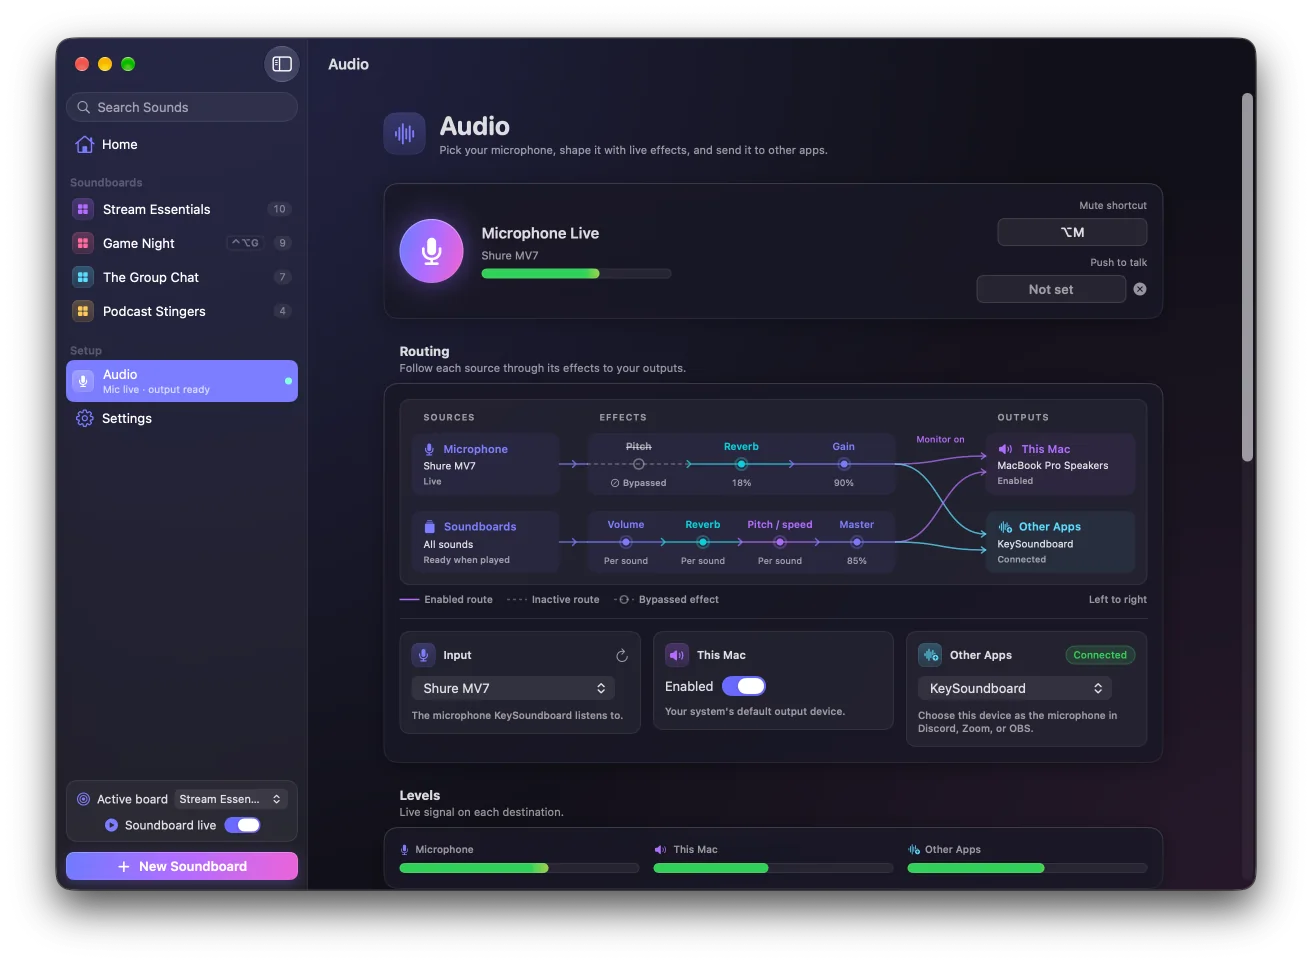 Audio
Search Sounds
Home
Soundboards
Stream Essentials 10
Game Night ^⌥G 9
The Group Chat 7
Podcast Stingers 4
Setup
Audio
Mic live · output ready
Settings
Active board Stream Essen...
Soundboard live
+ New Soundboard
Audio
Pick your microphone, shape it with live effects, and send it to other apps.
Microphone Live
Shure MV7
Mute shortcut
⌥M
Push to talk
Not set
Routing
Follow each source through its effects to your outputs.
SOURCES EFFECTS OUTPUTS
Microphone
Shure MV7
Live
Pitch Reverb Gain
Bypassed 18% 90%
Monitor on
This Mac
MacBook Pro Speakers
Enabled
Soundboards
All sounds
Ready when played
Volume Reverb Pitch / speed Master
Per sound Per sound Per sound 85%
Other Apps
KeySoundboard
Connected
Enabled route Inactive route Bypassed effect Left to right
Input
Shure MV7
The microphone KeySoundboard listens to.
This Mac
Enabled
Your system's default output device.
Other Apps Connected
KeySoundboard
Choose this device as the microphone in
Discord, Zoom, or OBS.
Levels
Live signal on each destination.
Microphone This Mac Other Apps